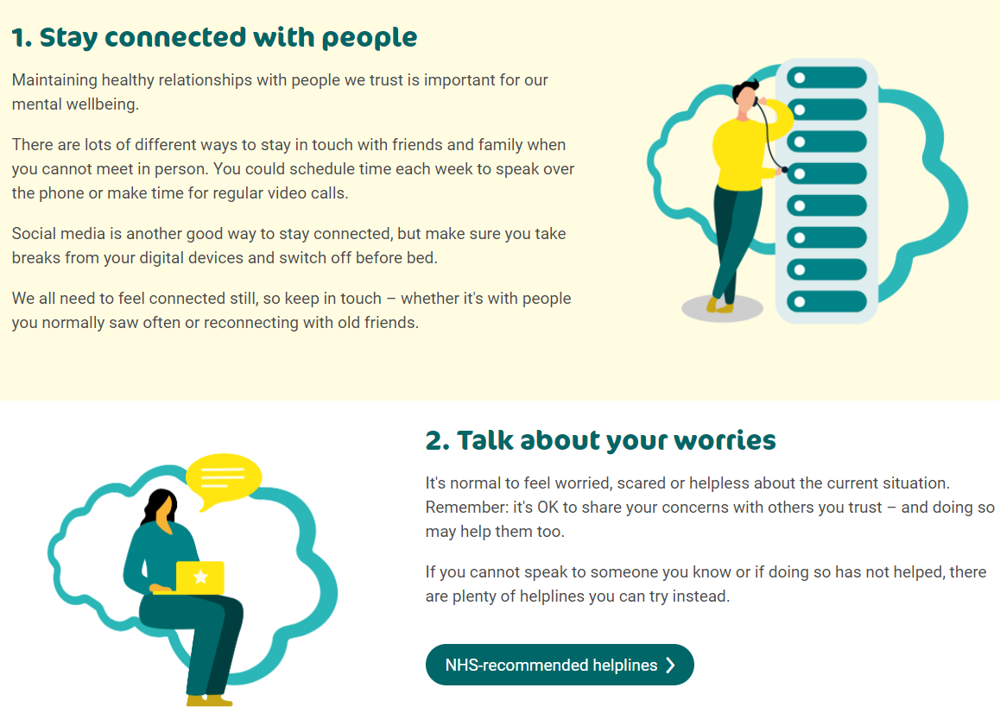 1. Stay connected with people
Maintaining healthy relationships with people we trust is important for our
mental wellbeing.
There are lots of different ways to stay in touch with friends and family when
you cannot meet in person. You could schedule time each week to speak over
the phone or make time for regular video calls.
Social media is another good way to stay connected, but make sure you take
breaks from your digital devices and switch off before bed.
We all need to feel connected still, so keep in touch – whether it's with people
you normally saw often or reconnecting with old friends.
2. Talk about your worries
It's normal to feel worried, scared or helpless about the current situation.
Remember: it's OK to share your concerns with others you trust – and doing so
may help them too.
If you cannot speak to someone you know or if doing so has not helped, there
are plenty of helplines you can try instead.
NHS-recommended helplines